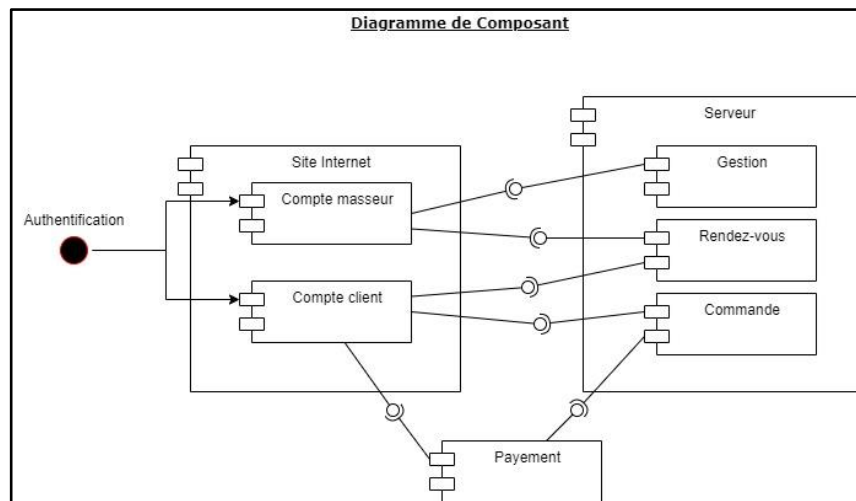 Diagramme de Composant
Serveur
Site Internet
Gestion
Compte masseur
Authentification
Rendez-vous
Compte client
Commande
Payement